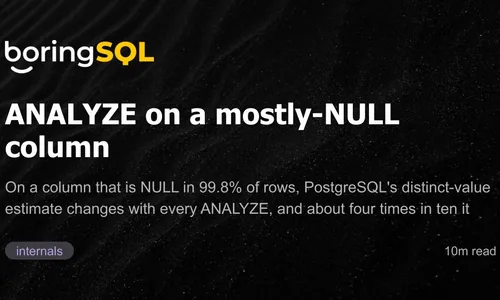 boringSQL
ANALYZE on a mostly-NULL
column
On a column that is NULL in 99.8% of rows, PostgreSQL's distinct-value
estimate changes with every ANALYZE, and about four times in ten it
internals
10m read